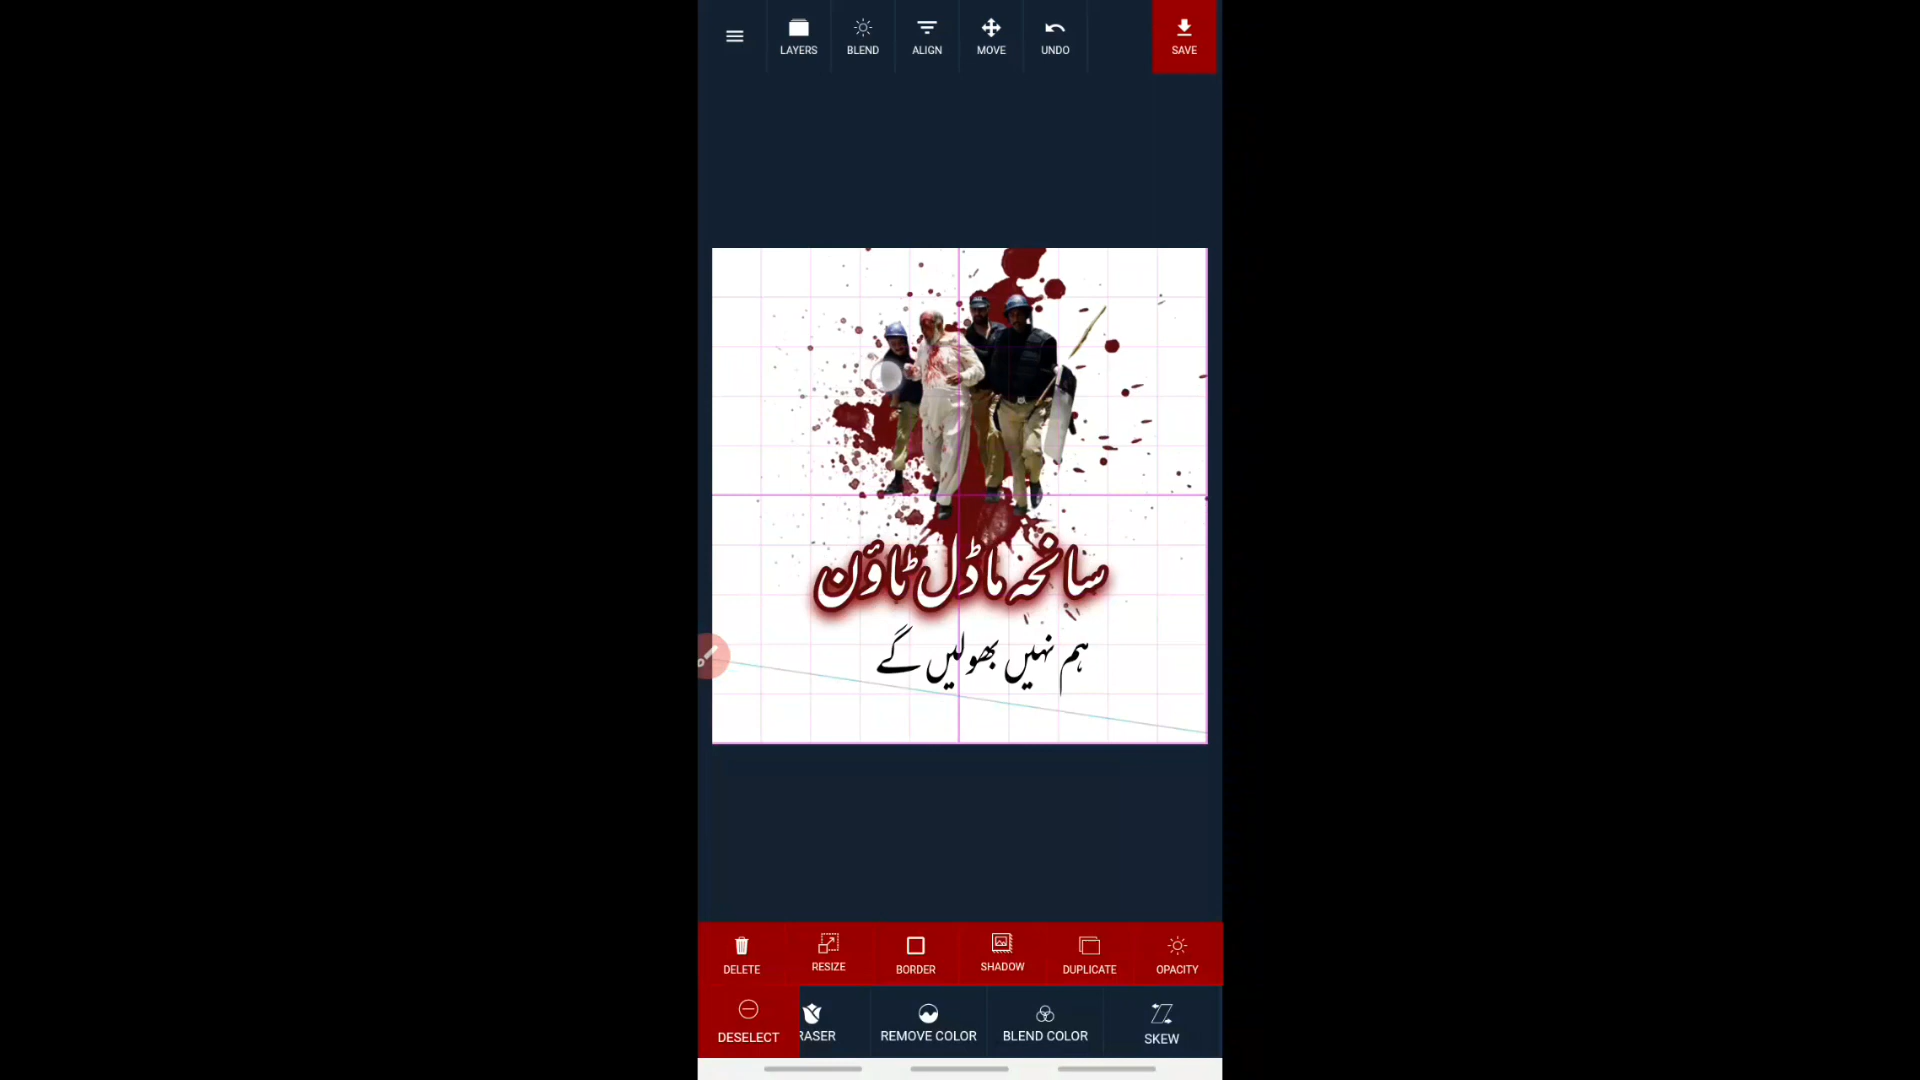 LAYERS
BLEND
ALIGN
MOVE
UNDO
SAVE
سانحہ ماڈل ٹاؤن
ہم نہیں بھولیں گے
DELETE
RESIZE
BORDER
SHADOW
DUPLICATE
OPACITY
DESELECT
RASER
REMOVE COLOR
BLEND COLOR
SKEW